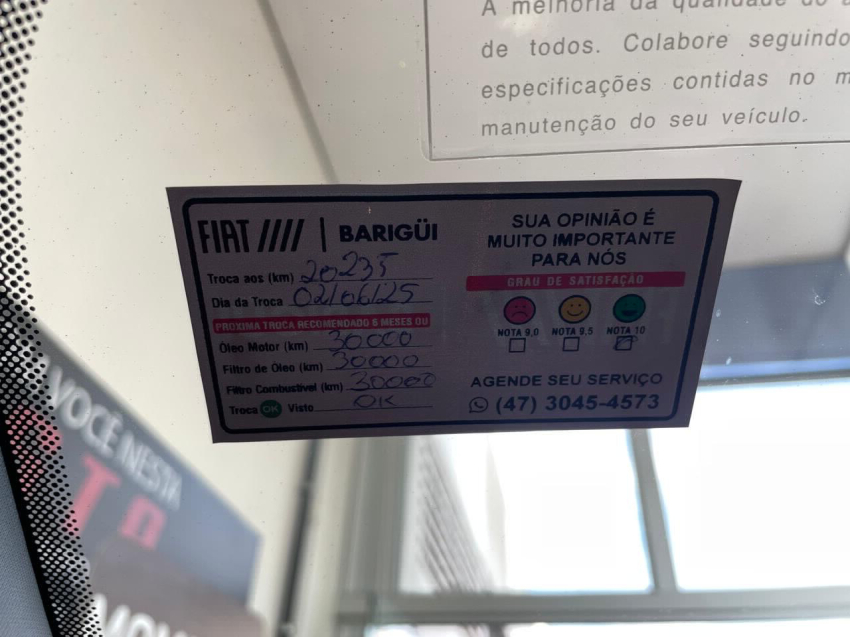 A melhoria da qualidade do
de todos. Colabore seguindo
especificações contidas no m
manutenção do seu veículo.
FIAT //// | BARIGÜI
Troca aos (km) 20235
Dia da Troca 02/06/25
PRÓXIMA TROCA RECOMENDADO 6 MESES OU
Óleo Motor (km) 30000
Filtro de Óleo (km) 30000
Filtro Combustível (km) 30000
Troca OK Visto OK
SUA OPINIÃO É
MUITO IMPORTANTE
PARA NÓS
GRAU DE SATISFAÇÃO
NOTA 9,0 NOTA 9,5 NOTA 10
AGENDE SEU SERVIÇO
(47) 3045-4573
VOCÊ NESTA